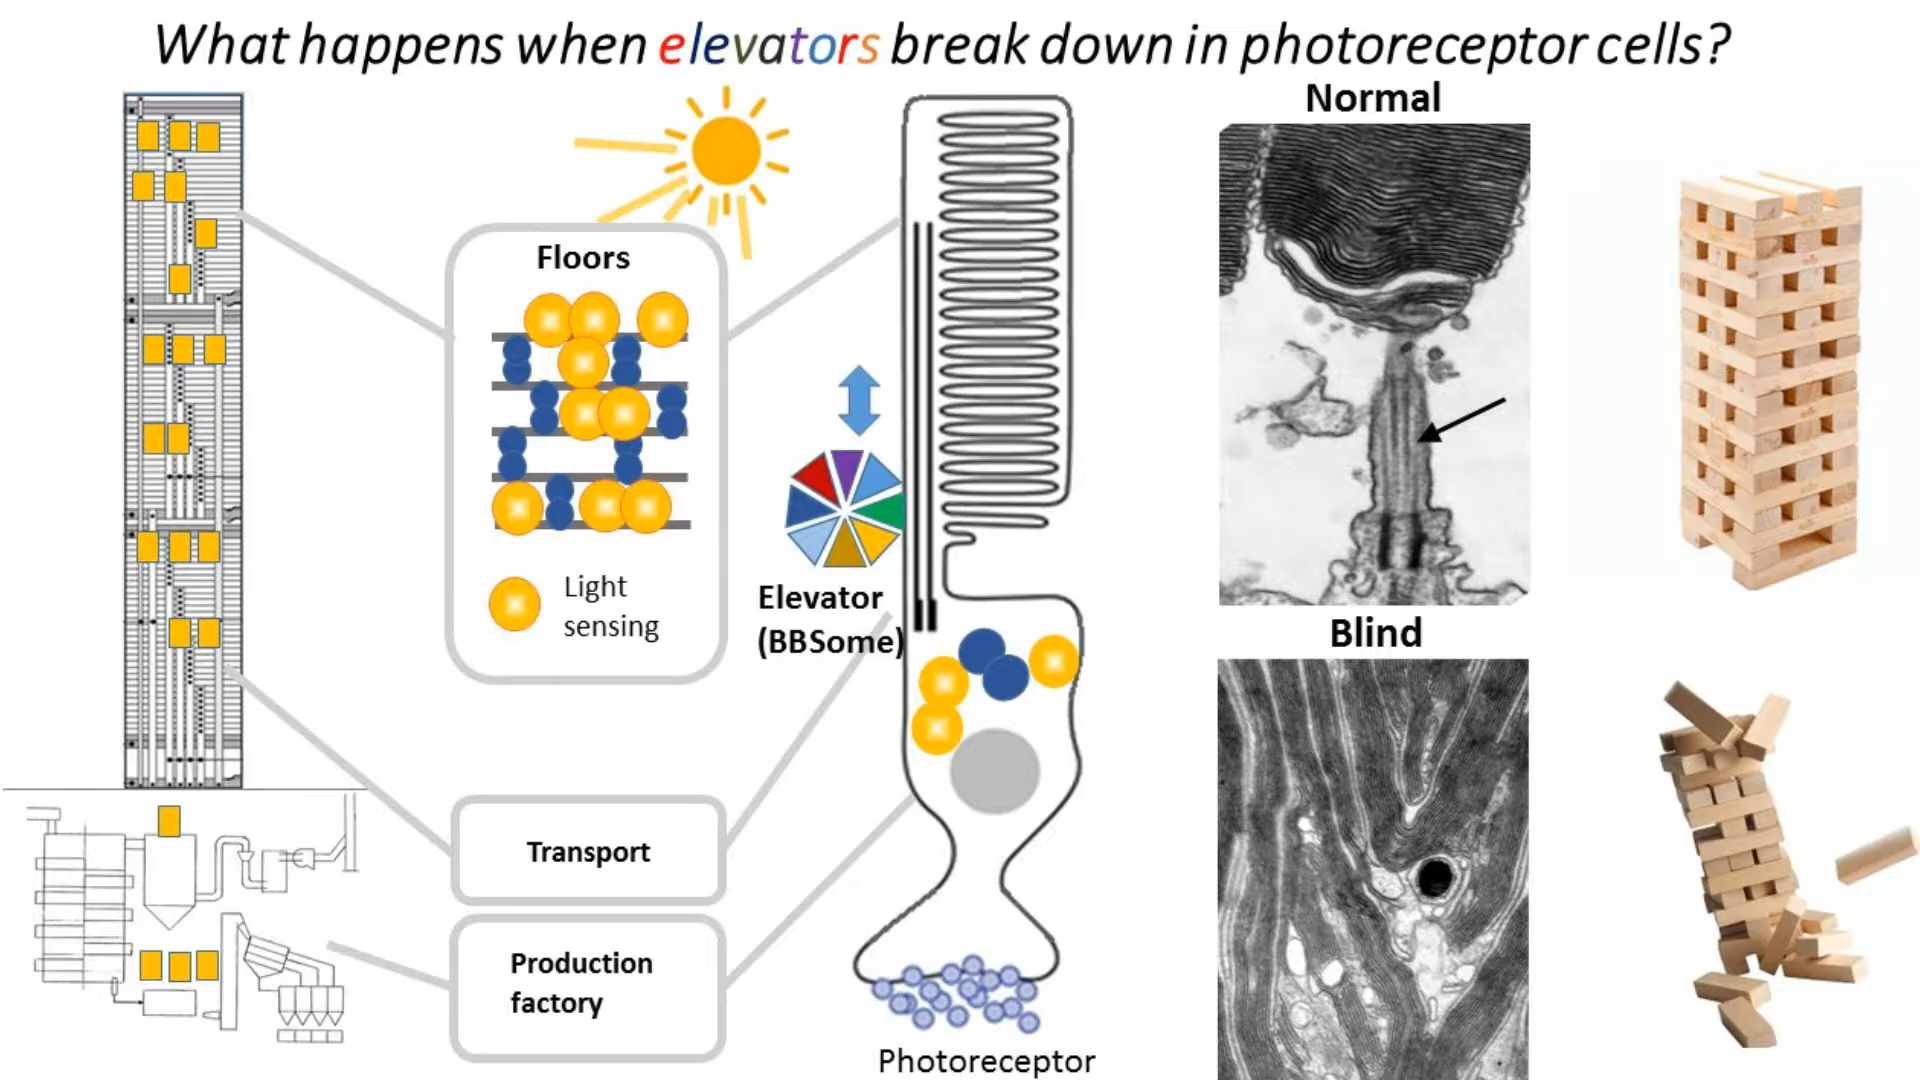 What happens when elevators break down in photoreceptor cells?
Normal
Floors
Light
sensing
Elevator
(BBSome)
Blind
Transport
Production
factory
Photoreceptor